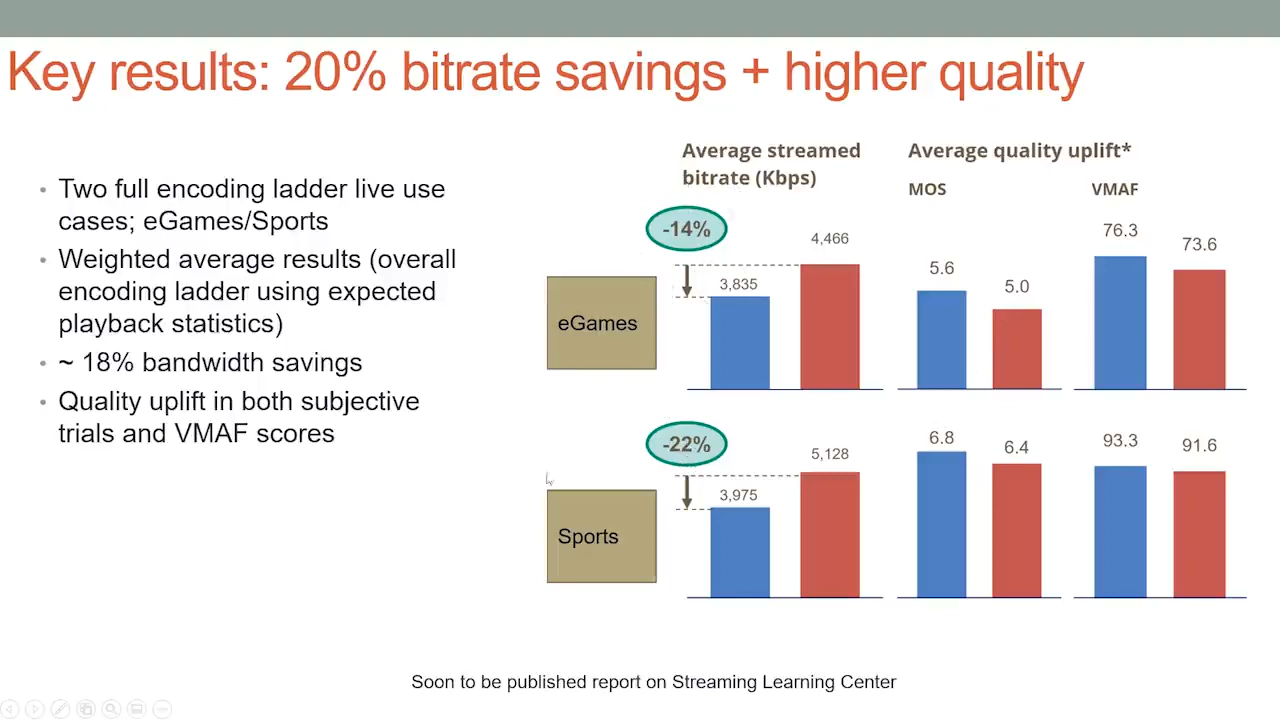 Key results: 20% bitrate savings + higher quality
• Two full encoding ladder live use
cases; eGames/Sports
• Weighted average results (overall
encoding ladder using expected
playback statistics)
• ~ 18% bandwidth savings
• Quality uplift in both subjective
trials and VMAF scores
Average streamed
bitrate (Kbps)
Average quality uplift*
MOS
VMAF
eGames
-14%
3,835
4,466
5.6
5.0
76.3
73.6
Sports
-22%
3,975
5,128
6.8
6.4
93.3
91.6
Soon to be published report on Streaming Learning Center